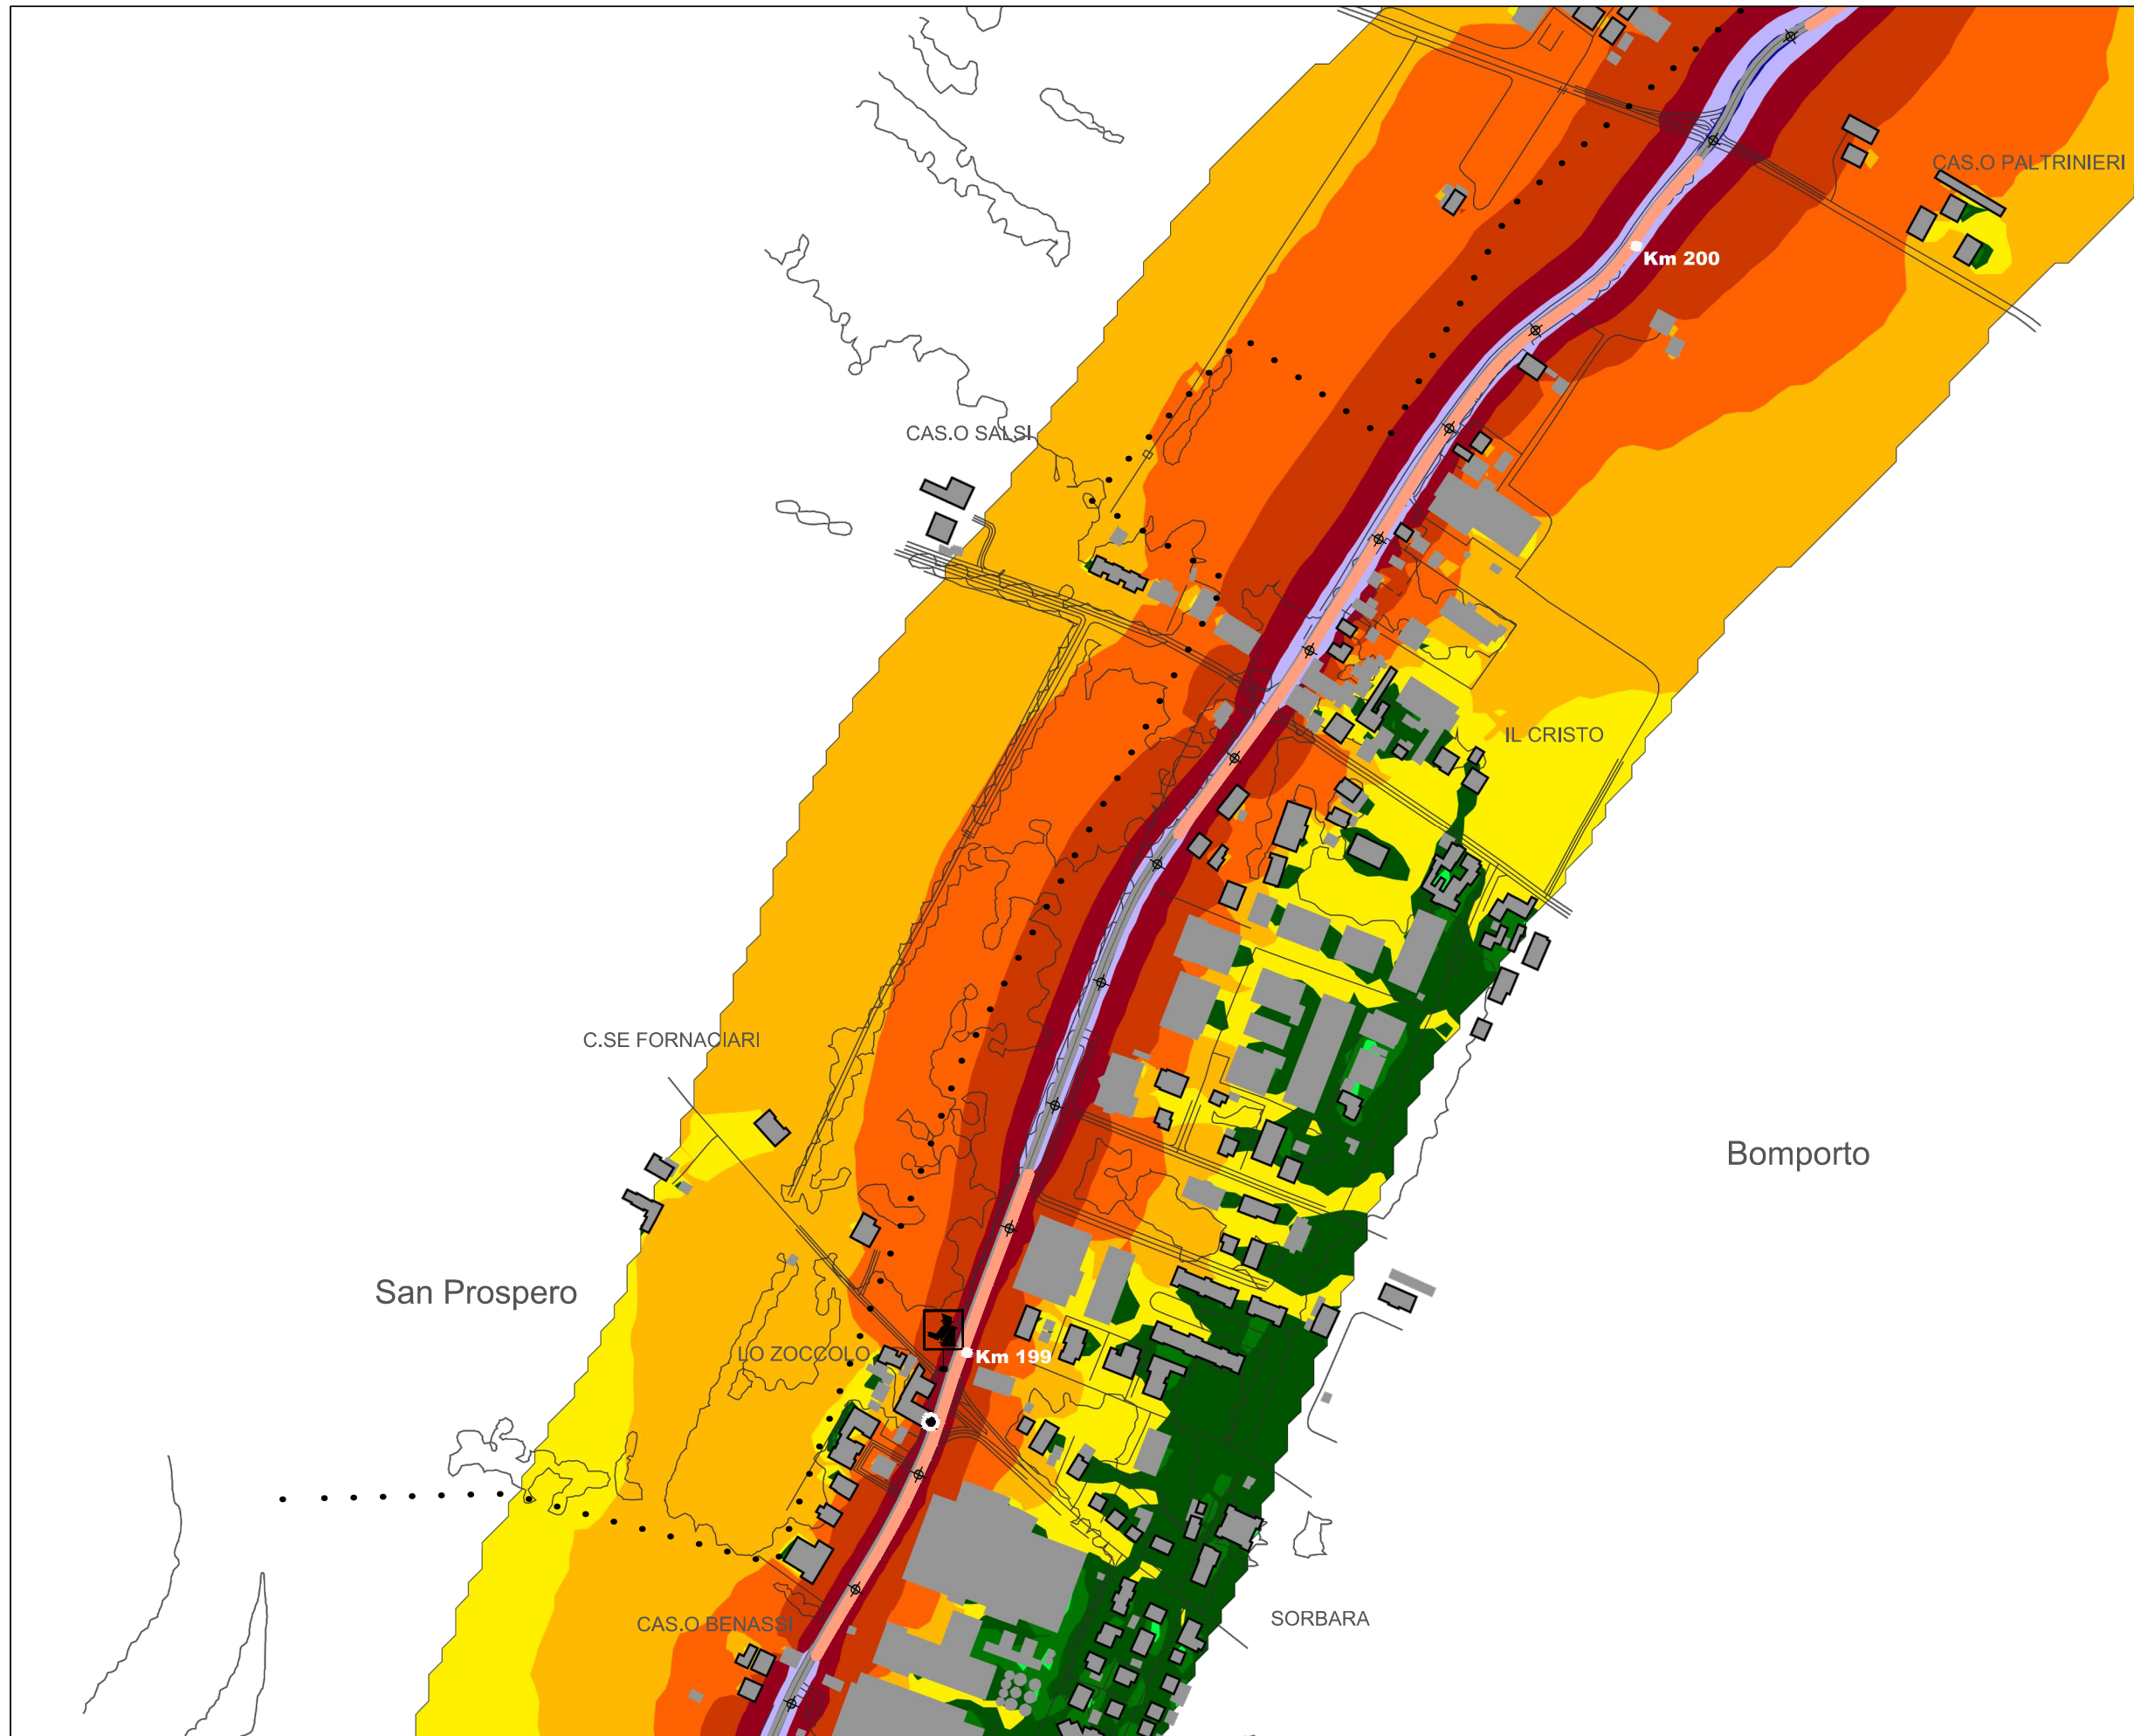 CAS.O PALTRINIERI
Km 200
CAS.O SALSI
IL CRISTO
C.SE FORNACIARI
Bomporto
San Prospero
LO ZOCCOLO
Km 199
CAS.O BENASSI
SORBARA